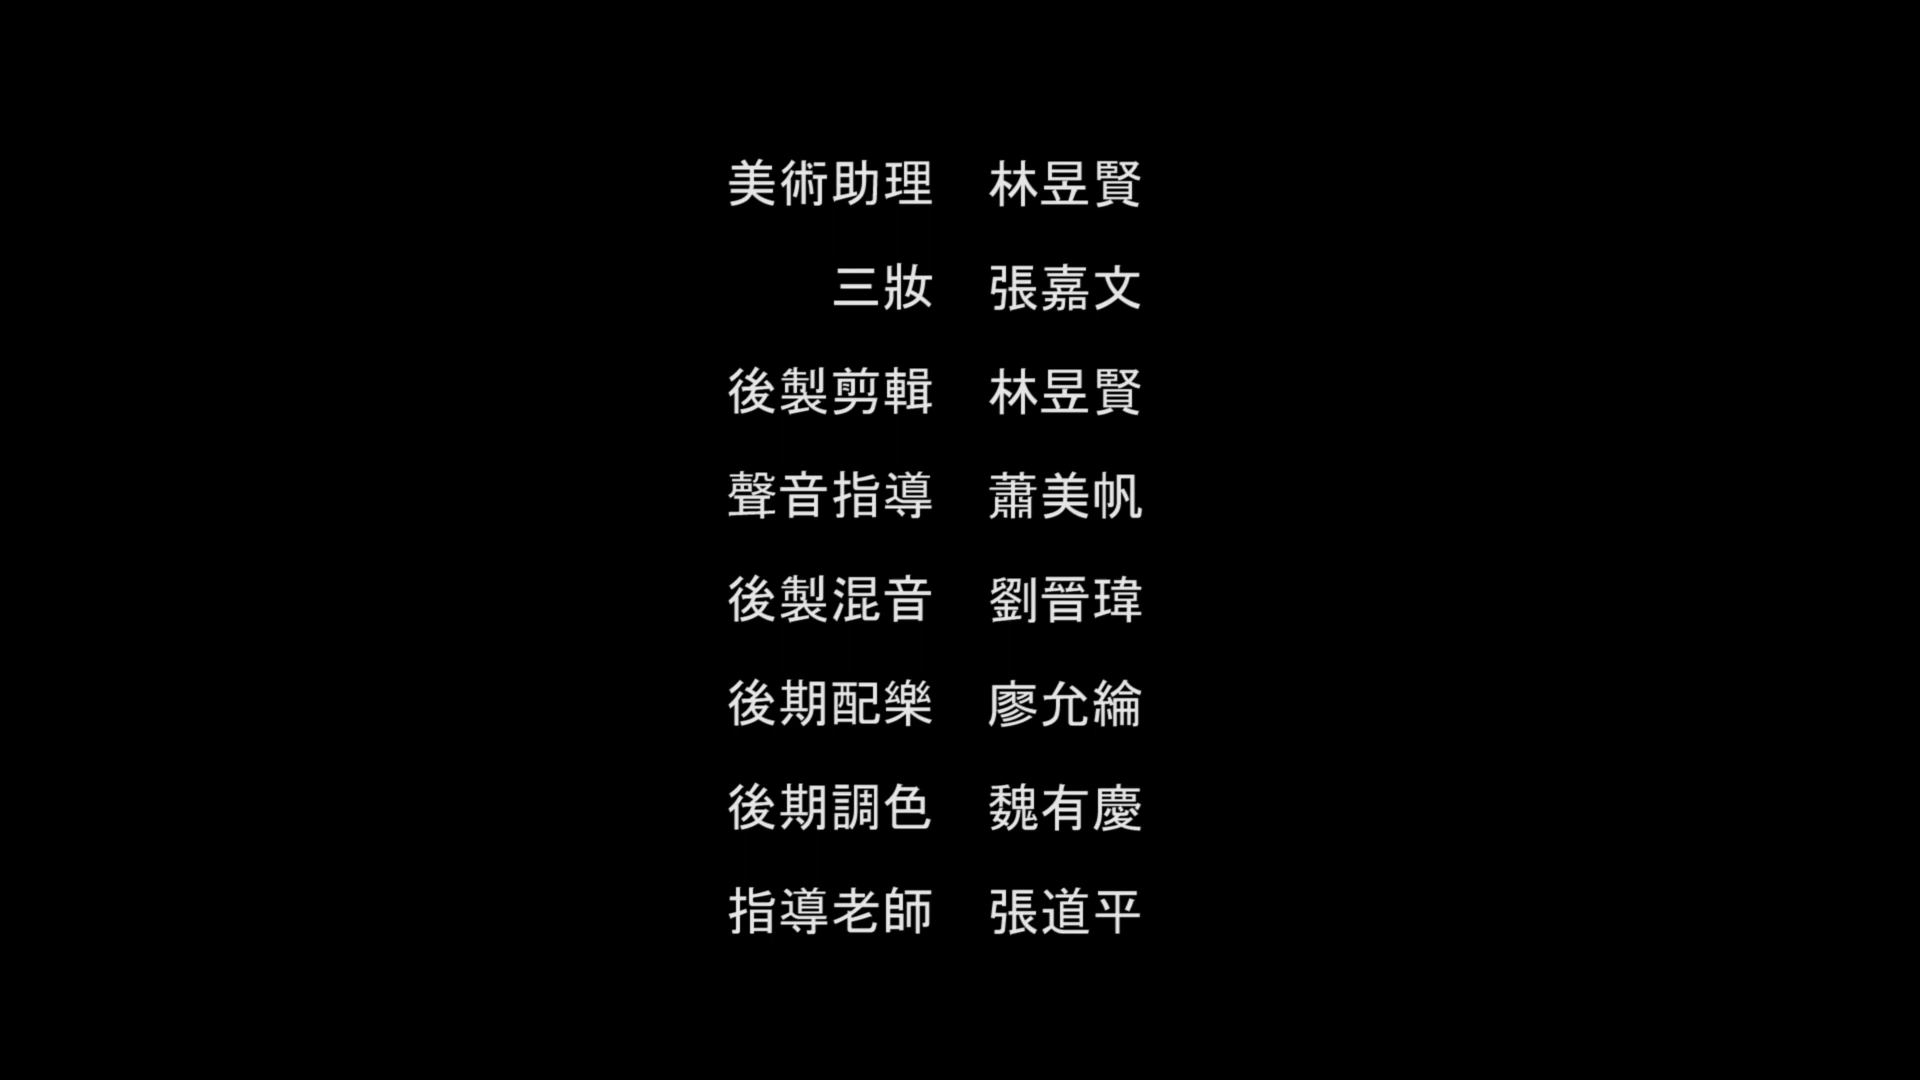 美術助理　林昱賢
三妝　張嘉文
後製剪輯　林昱賢
聲音指導　蕭美帆
後製混音　劉晉瑋
後期配樂　廖允綸
後期調色　魏有慶
指導老師　張道平